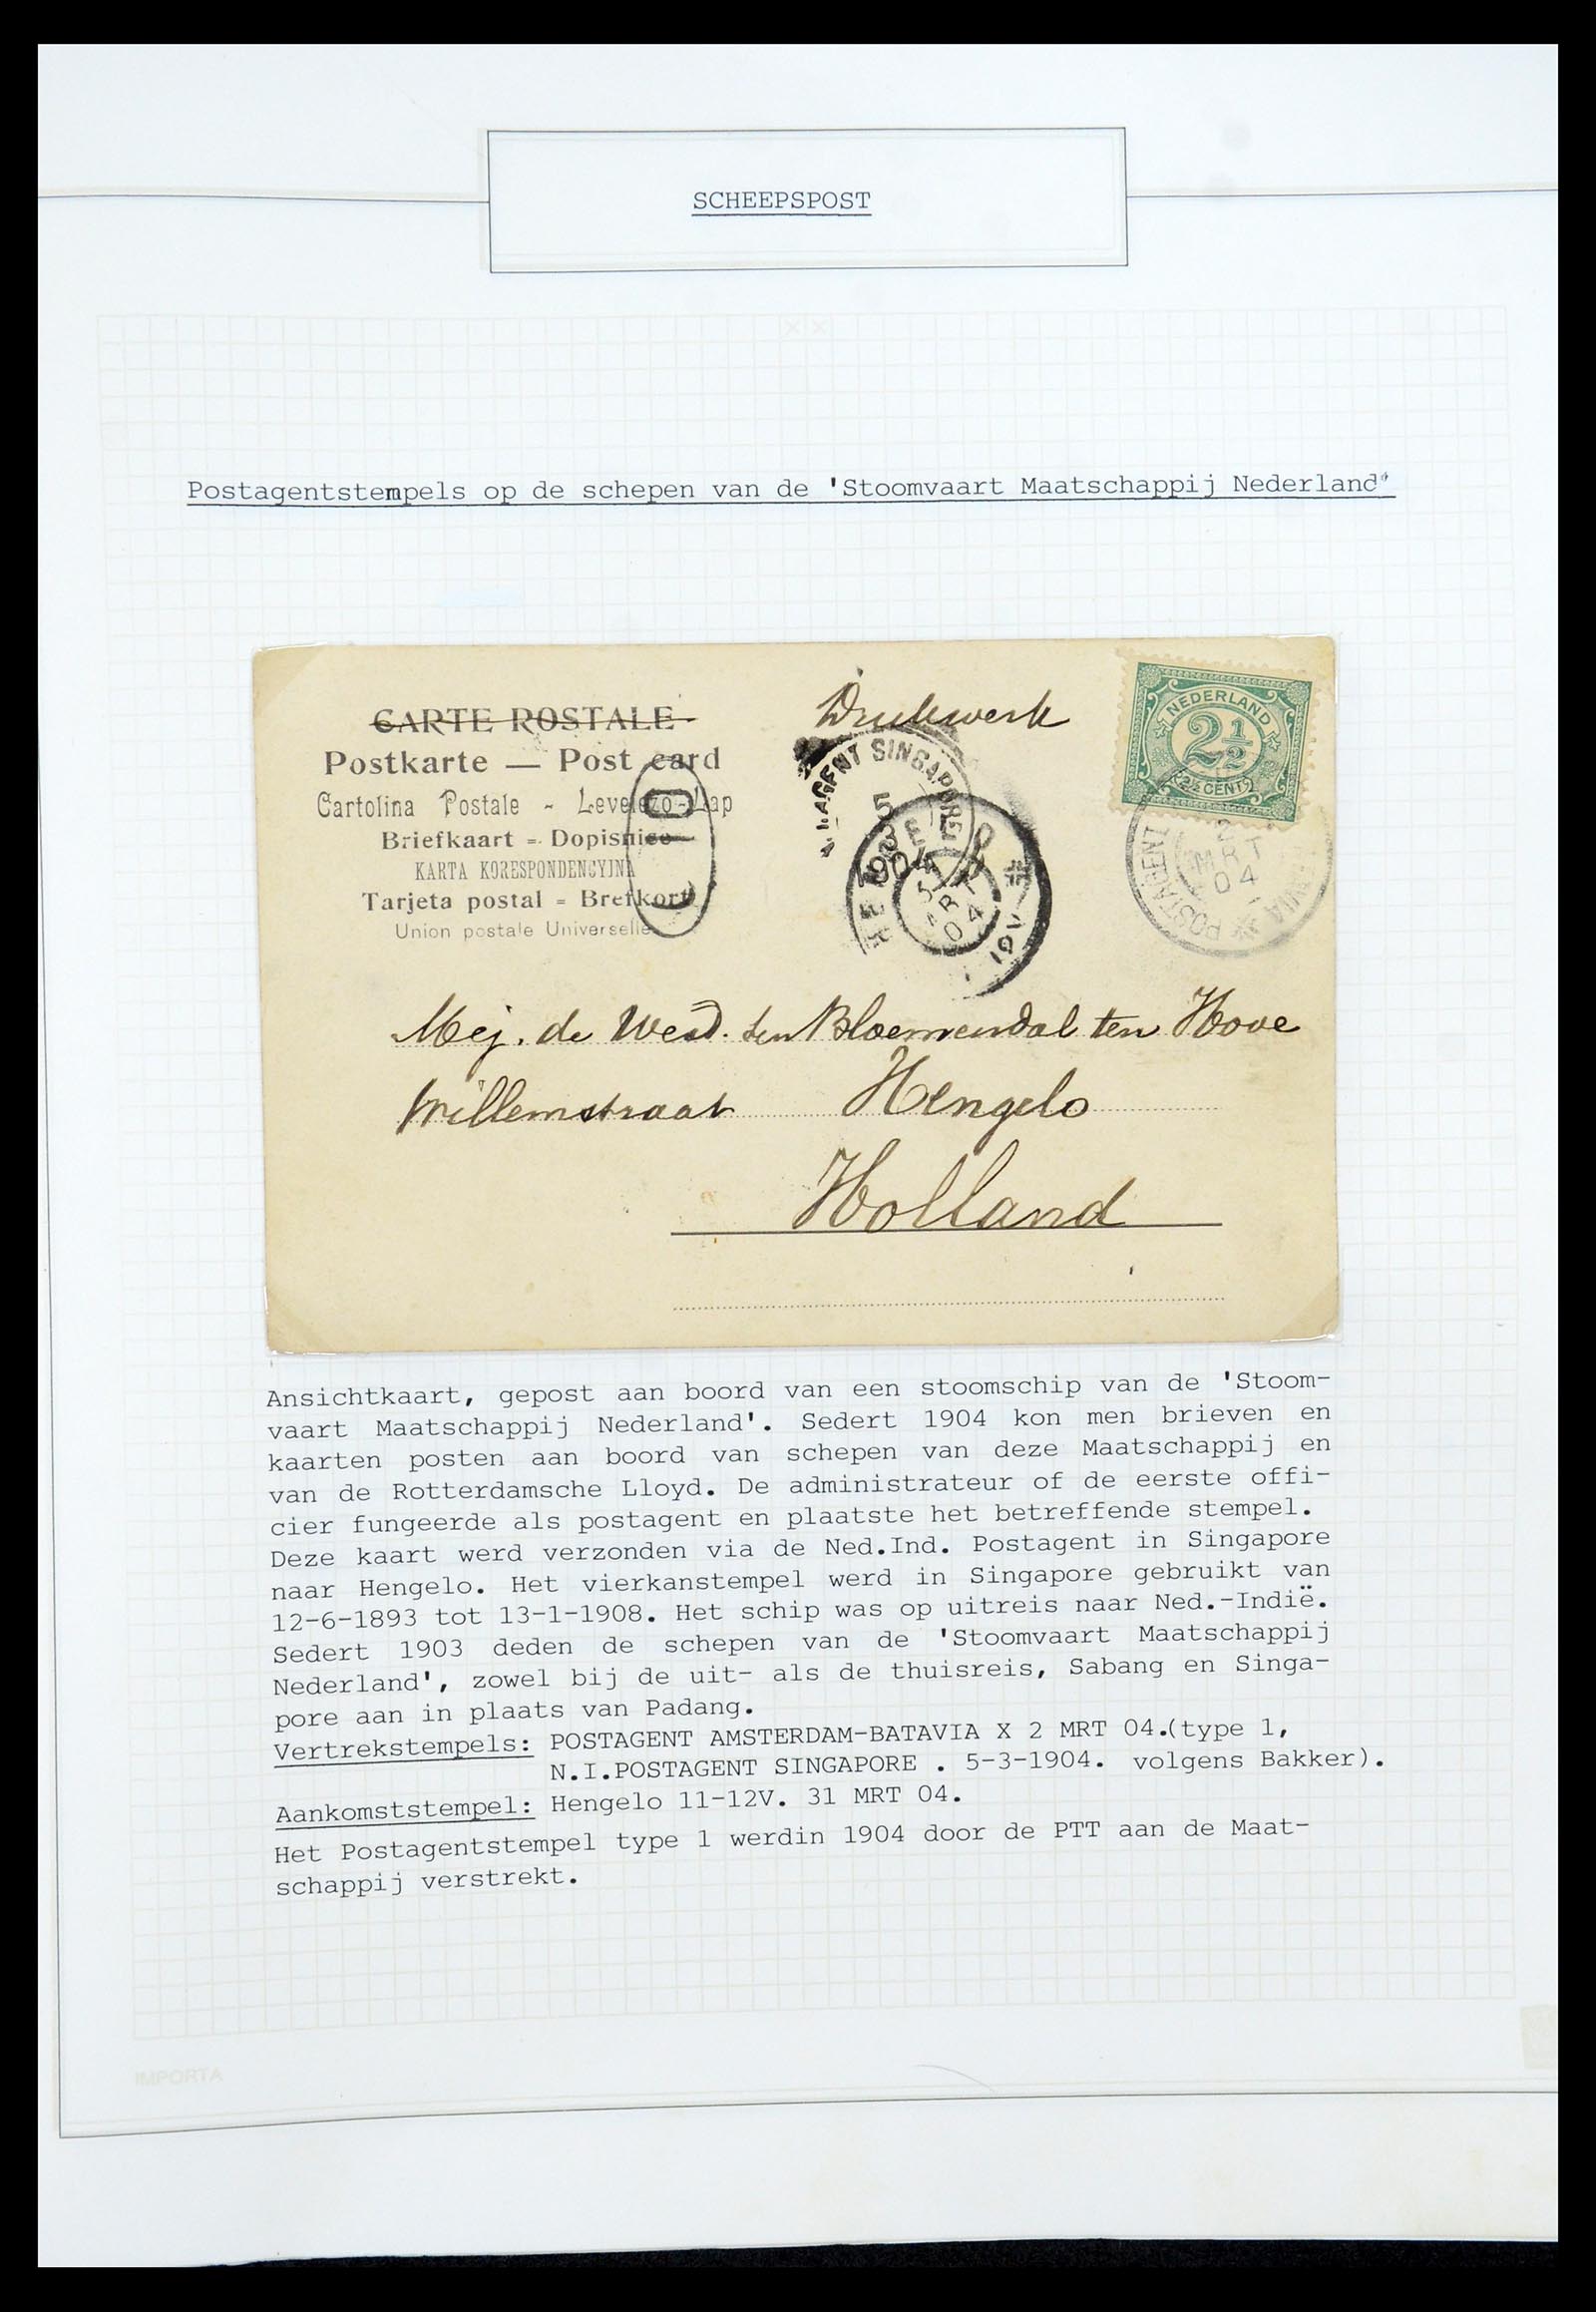 SCHEEPSPOST
Postagentstempels op de schepen van de 'Stoomvaart Maatschappij Nederland'
CARTE POSTALE
Postkarte — Post card
Cartolina Postale - Levelezo-Lap
Briefkaart - Dopisnice
KARTA KORESPONDENCYJNA
Tarjeta postal - Brefkort
Union postale Universelle
Drukwerk
NEDERLAND
2½
2½ CENT
POSTAGENT
2
MRT
04
AGENT SINGAPORE
5
3
1904
HENGELO
04
Mej. de Wed. ten Bloemendal ten Hove
Willemstraat Hengelo
Holland
Ansichtkaart, gepost aan boord van een stoomschip van de 'Stoom-
vaart Maatschappij Nederland'. Sedert 1904 kon men brieven en
kaarten posten aan boord van schepen van deze Maatschappij en
van de Rotterdamsche Lloyd. De administrateur of de eerste offi-
cier fungeerde als postagent en plaatste het betreffende stempel.
Deze kaart werd verzonden via de Ned.Ind. Postagent in Singapore
naar Hengelo. Het vierkanstempel werd in Singapore gebruikt van
12-6-1893 tot 13-1-1908. Het schip was op uitreis naar Ned.-Indië.
Sedert 1903 deden de schepen van de 'Stoomvaart Maatschappij
Nederland', zowel bij de uit- als de thuisreis, Sabang en Singa-
pore aan in plaats van Padang.
Vertrekstempels: POSTAGENT AMSTERDAM-BATAVIA X 2 MRT 04.(type 1,
N.I.POSTAGENT SINGAPORE . 5-3-1904. volgens Bakker).
Aankomststempel: Hengelo 11-12V. 31 MRT 04.
Het Postagentstempel type 1 werdin 1904 door de PTT aan de Maat-
schappij verstrekt.
IMPORTA